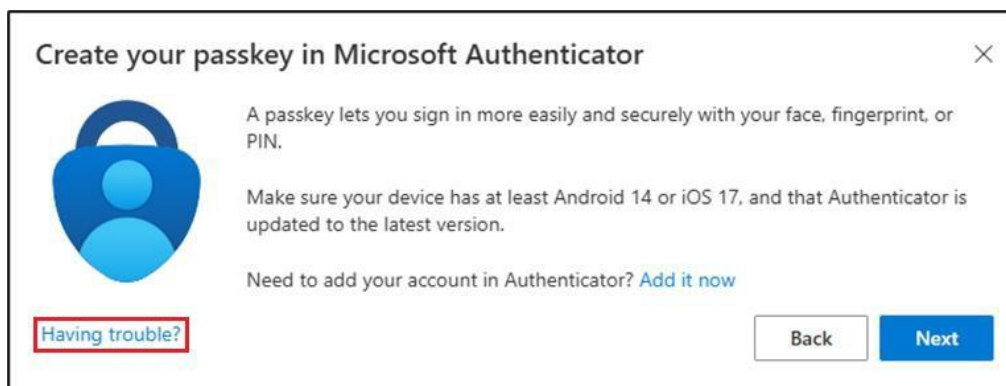 Create your passkey in Microsoft Authenticator
A passkey lets you sign in more easily and securely with your face, fingerprint, or
PIN.
Make sure your device has at least Android 14 or iOS 17, and that Authenticator is
updated to the latest version.
Need to add your account in Authenticator? Add it now
Having trouble?
Back
Next